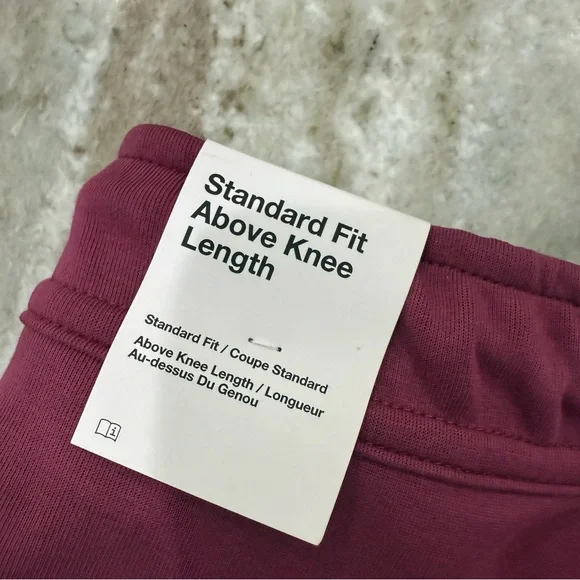 Standard Fit
Above Knee
Length
Standard Fit / Coupe Standard
Above Knee Length / Longueur
Au-dessus Du Genou